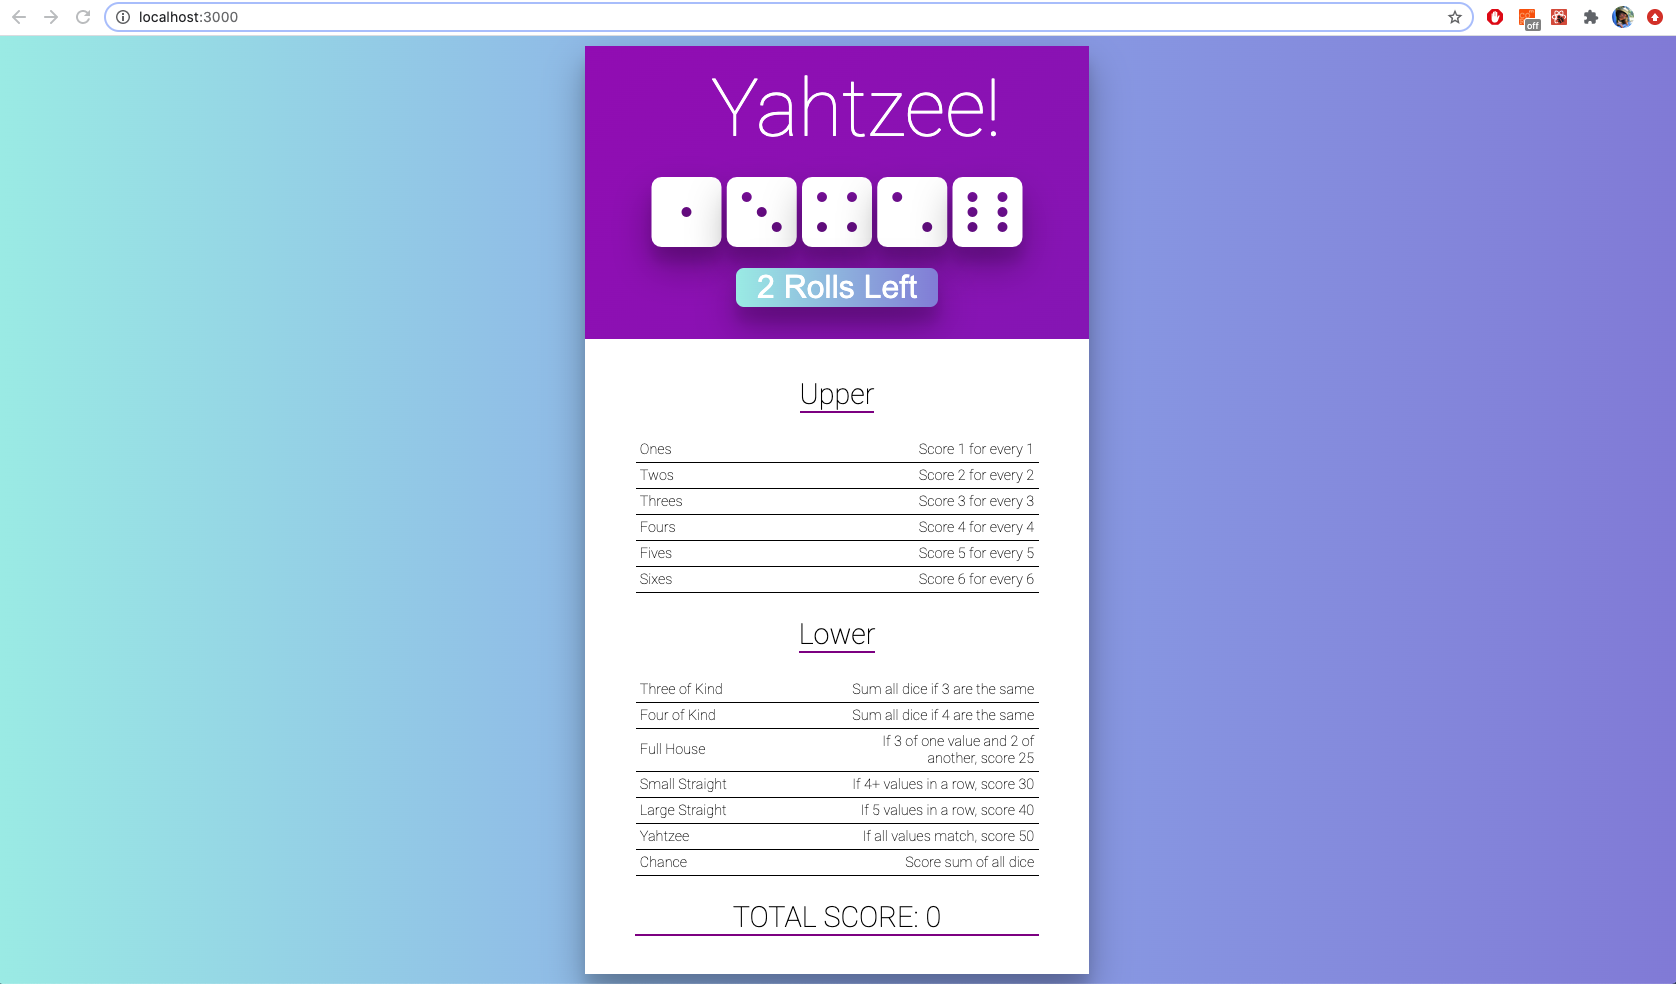 localhost:3000
off
Yahtzee!
2 Rolls Left
Upper
Ones Score 1 for every 1
Twos Score 2 for every 2
Threes Score 3 for every 3
Fours Score 4 for every 4
Fives Score 5 for every 5
Sixes Score 6 for every 6
Lower
Three of Kind Sum all dice if 3 are the same
Four of Kind Sum all dice if 4 are the same
Full House If 3 of one value and 2 of
another, score 25
Small Straight If 4+ values in a row, score 30
Large Straight If 5 values in a row, score 40
Yahtzee If all values match, score 50
Chance Score sum of all dice
TOTAL SCORE: 0